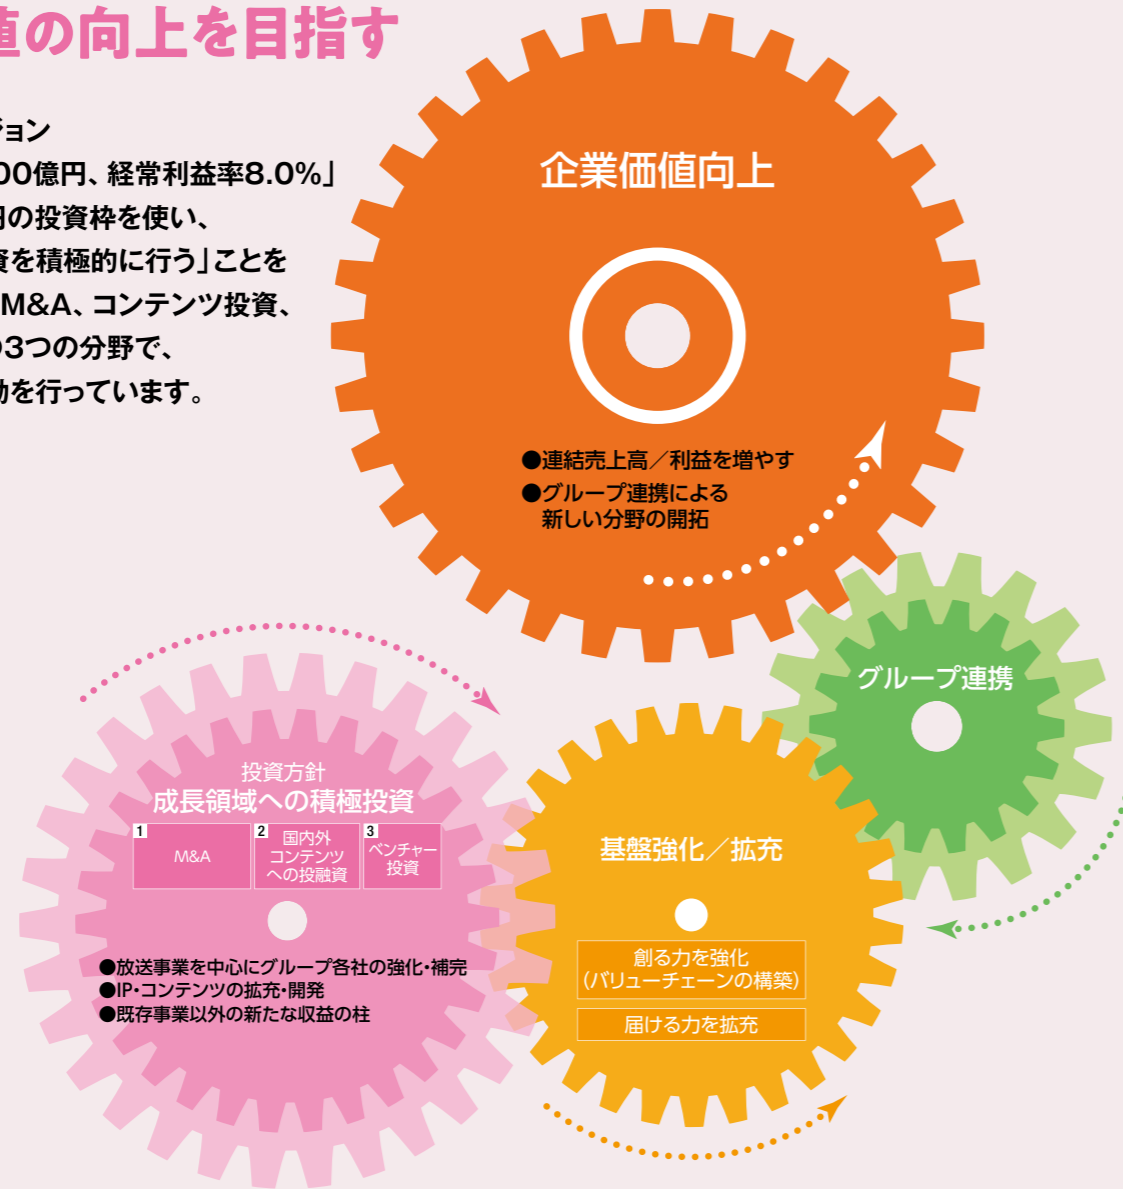 値の向上を目指す
ジョン
00億円、経常利益率8.0%」
円の投資枠を使い、
資を積極的に行う」ことを
M&A、コンテンツ投資、
の3つの分野で、
動を行っています。
企業価値向上
●連結売上高／利益を増やす
●グループ連携による
新しい分野の開拓
グループ連携
投資方針
成長領域への積極投資
1
M&A
2
国内外
コンテンツ
への投融資
3
ベンチャー
投資
●放送事業を中心にグループ各社の強化・補完
●IP・コンテンツの拡充・開発
●既存事業以外の新たな収益の柱
基盤強化／拡充
創る力を強化
（バリューチェーンの構築）
届ける力を拡充